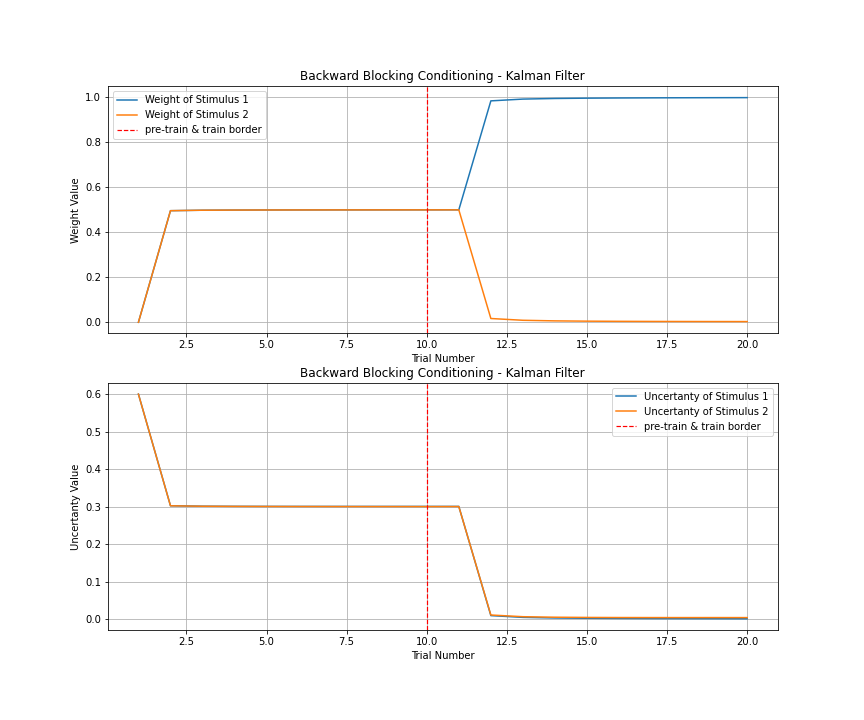 Backward Blocking Conditioning - Kalman Filter
Weight of Stimulus 1
Weight of Stimulus 2
pre-train & train border
Weight Value
1.0
0.8
0.6
0.4
0.2
0.0
2.5 5.0 7.5 10.0 12.5 15.0 17.5 20.0
Trial Number
Backward Blocking Conditioning - Kalman Filter
Uncertanty of Stimulus 1
Uncertanty of Stimulus 2
pre-train & train border
Uncertanty Value
0.6
0.5
0.4
0.3
0.2
0.1
0.0
2.5 5.0 7.5 10.0 12.5 15.0 17.5 20.0
Trial Number